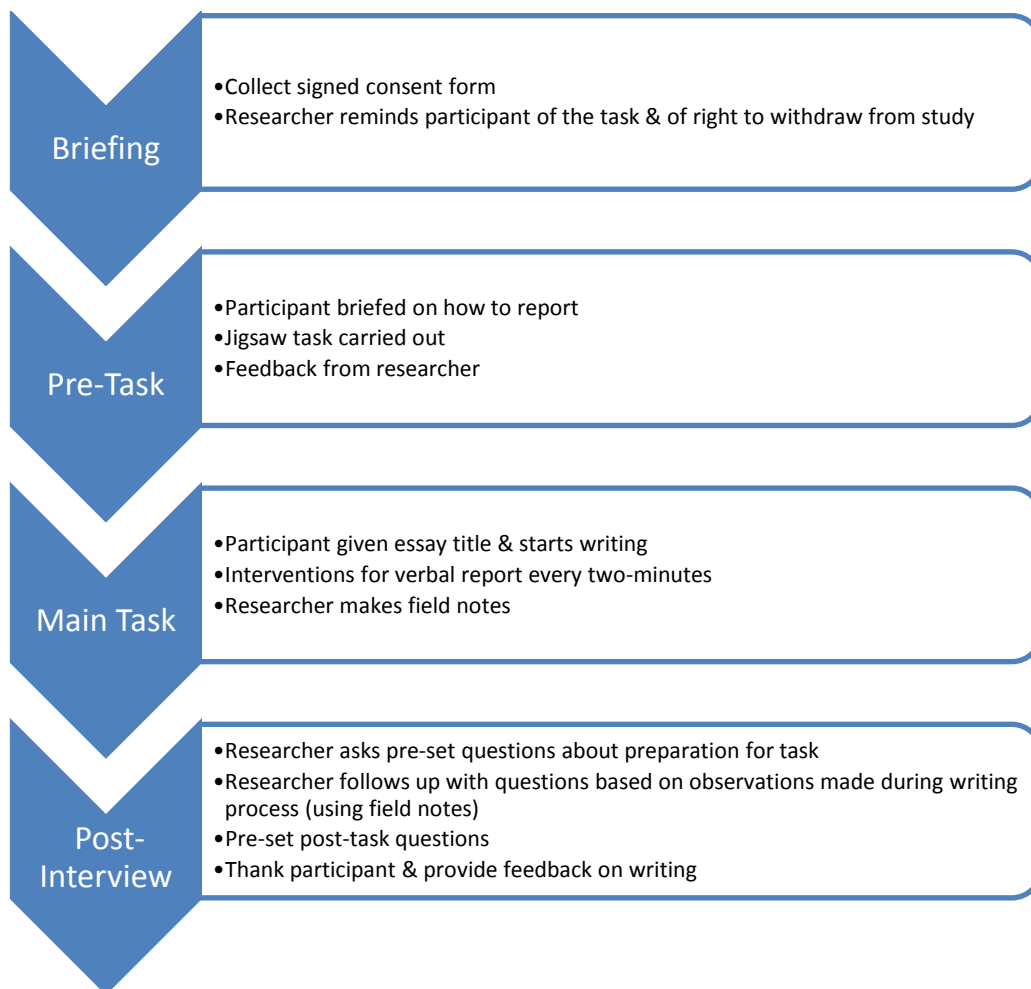 Briefing
•Collect signed consent form
•Researcher reminds participant of the task & of right to withdraw from study
Pre-Task
•Participant briefed on how to report
•Jigsaw task carried out
•Feedback from researcher
Main Task
•Participant given essay title & starts writing
•Interventions for verbal report every two-minutes
•Researcher makes field notes
Post-
Interview
•Researcher asks pre-set questions about preparation for task
•Researcher follows up with questions based on observations made during writing
process (using field notes)
•Pre-set post-task questions
•Thank participant & provide feedback on writing